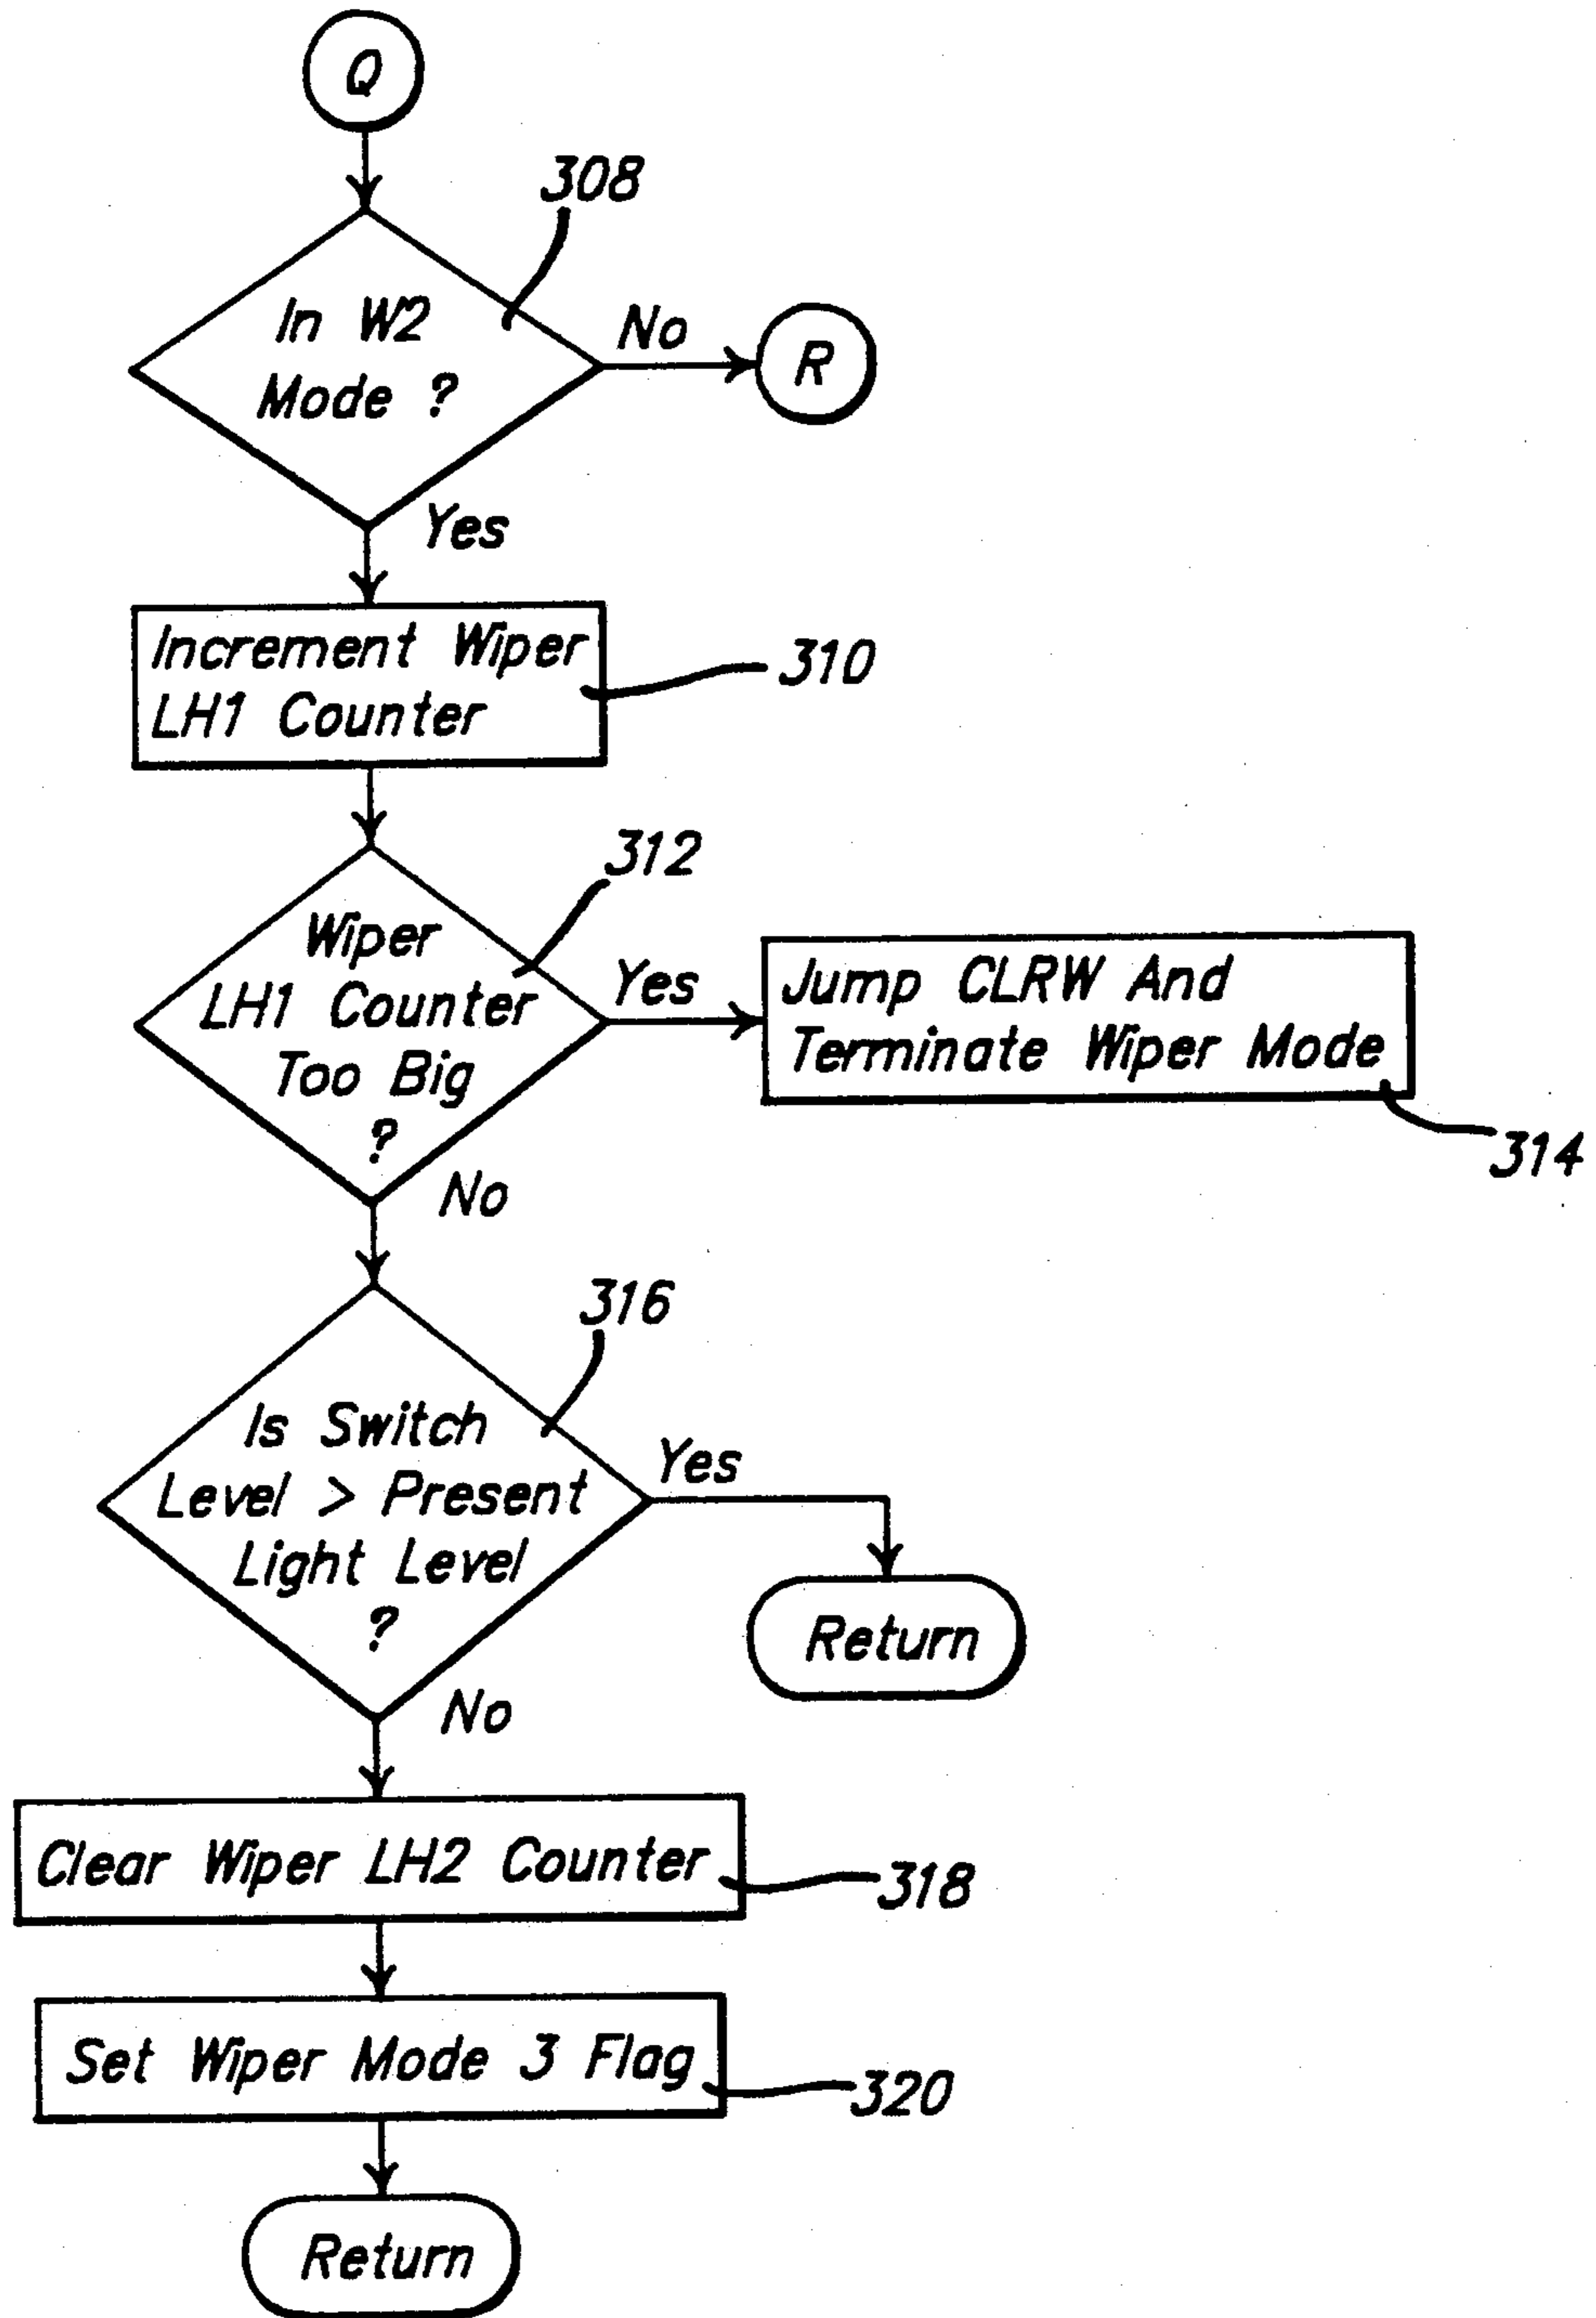 Q
308
In W2
Mode ?
No
R
Yes
Increment Wiper
LH1 Counter
310
312
Wiper
LH1 Counter
Too Big
?
Yes
Jump CLRW And
Terminate Wiper Mode
314
No
316
Is Switch
Level > Present
Light Level
?
Yes
Return
No
Clear Wiper LH2 Counter
318
Set Wiper Mode 3 Flag
320
Return